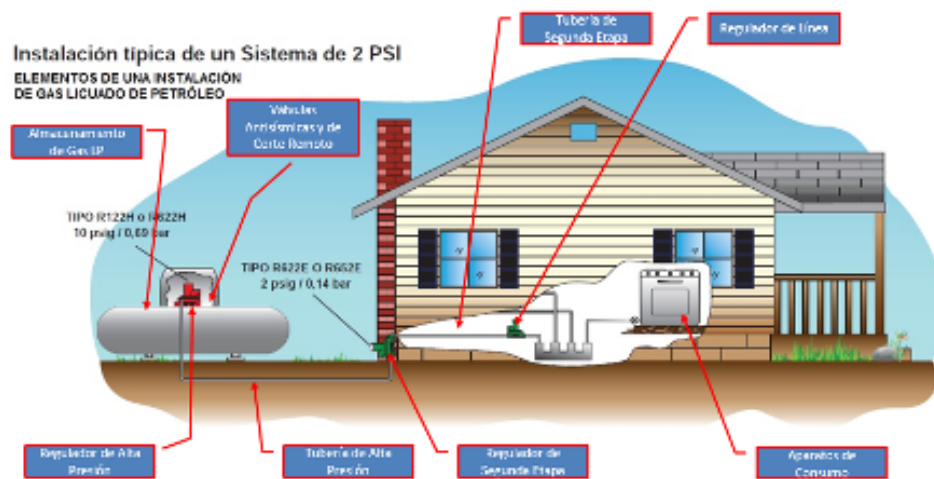 Instalación típica de un Sistema de 2 PSI
ELEMENTOS DE UNA INSTALACIÓN
DE GAS LICUADO DE PETRÓLEO
Tubería de
Segunda Etapa
Regulador de Línea
Válvulas
Antisísmicas y de
Corte Remoto
Almacenamiento
de Gas LP
TIPO R122H o R622H
10 psig / 0,69 bar
TIPO R622E O R652E
2 psig / 0,14 bar
Regulador de Alta
Presión
Tubería de Alta
Presión
Regulador de
Segunda Etapa
Aparatos de
Consumo